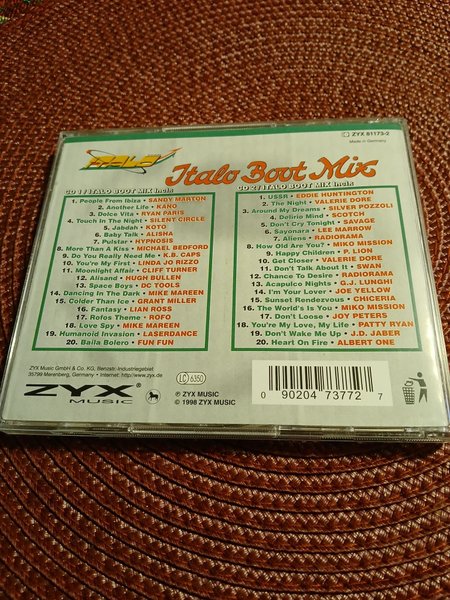 ZYX 81173-2
Made in Germany
ITALO
Italo Boot Mix
CD 1 / ITALO BOOT MIX incls
1. People From Ibiza • SANDY MARTON
2. Another Life • KANO
3. Dolce Vita • RYAN PARIS
4. Touch In The Night • SILENT CIRCLE
5. Jabdah • KOTO
6. Baby Talk • ALISHA
7. Pulstar • HYPNOSIS
8. More Than A Kiss • MICHAEL BEDFORD
9. Do You Really Need Me • K.B. CAPS
10. You're My First • LINDA JO RIZZO
11. Moonlight Affair • CLIFF TURNER
12. Alisand • HUGH BULLEN
13. Space Boys • DC TOOLS
14. Dancing In The Dark • MIKE MAREEN
15. Colder Than Ice • GRANT MILLER
16. Fantasy • LIAN ROSS
17. Rofos Theme • ROFO
18. Love Spy • MIKE MAREEN
19. Humanoid Invasion • LASERDANCE
20. Baila Bolero • FUN FUN
CD 2 / ITALO BOOT MIX incls
1. USSR • EDDIE HUNTINGTON
2. The Night • VALERIE DORE
3. Around My Dreams • SILVER POZZOLI
4. Delirio Mind • SCOTCH
5. Don't Cry Tonight • SAVAGE
6. Sayonara • LEE MARROW
7. Aliens • RADIORAMA
8. How Old Are You? • MIKO MISSION
9. Happy Children • P. LION
10. Get Closer • VALERIE DORE
11. Don't Talk About It • SWAN
12. Chance To Desire • RADIORAMA
13. Acapulco Nights • G.J. LUNGHI
14. I'm Your Lover • JOE YELLOW
15. Sunset Rendezvous • CHICERIA
16. The World's Is You • MIKO MISSION
17. Don't Loose • JOY PETERS
18. You're My Love, My Life • PATTY RYAN
19. Don't Wake Me Up • J.D. JABER
20. Heart On Fire • ALBERT ONE
ZYX Music GmbH & Co. KG, Benzstr./Industriegebiet
35799 Merenberg, Germany • Internet: http://www.zyx.de
ZYX
MUSIC
LC 6350
℗ ZYX MUSIC
© 1998 ZYX MUSIC
0 90204 73772 7